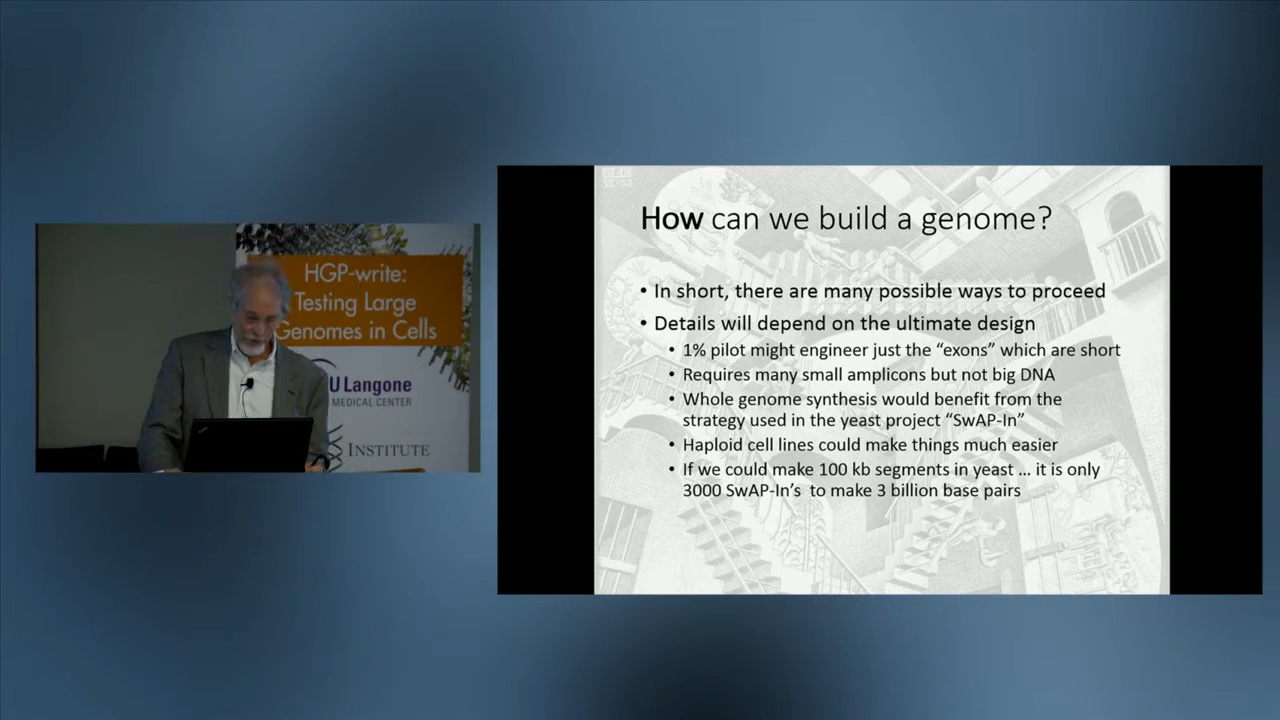 HGP-write:
Testing Large
Genomes in Cells
U Langone
MEDICAL CENTER
INSTITUTE
How can we build a genome?
• In short, there are many possible ways to proceed
• Details will depend on the ultimate design
• 1% pilot might engineer just the “exons” which are short
• Requires many small amplicons but not big DNA
• Whole genome synthesis would benefit from the
strategy used in the yeast project “SwAP-In”
• Haploid cell lines could make things much easier
• If we could make 100 kb segments in yeast … it is only
3000 SwAP-In’s to make 3 billion base pairs